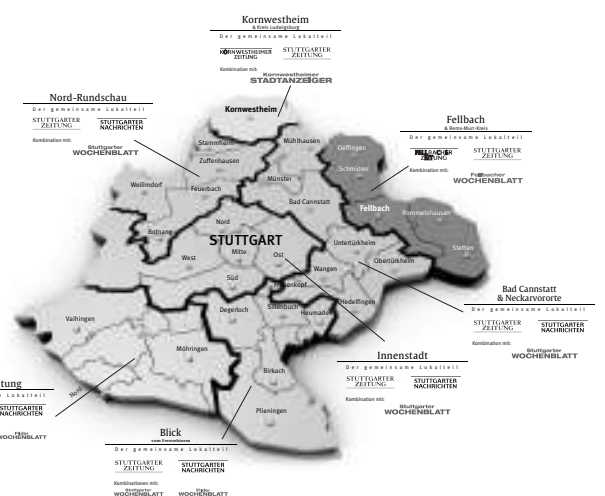 Kornwestheim
& Kreis Ludwigsburg
Der gemeinsame Lokalteil
KORNWESTHEIMER ZEITUNG
STUTTGARTER ZEITUNG
Kombination mit:
Kornwestheimer
STADTANZEIGER
Nord-Rundschau
Der gemeinsame Lokalteil
STUTTGARTER ZEITUNG
STUTTGARTER NACHRICHTEN
Kombination mit:
Stuttgarter
WOCHENBLATT
Fellbach
& Rems-Murr-Kreis
Der gemeinsame Lokalteil
FELLBACHER ZEITUNG
STUTTGARTER ZEITUNG
Kombination mit:
Fellbacher
WOCHENBLATT
Kornwestheim
Stammheim
Mühlhausen
Zuffenhausen
Oeffingen
Schmiden
Weilimdorf
Feuerbach
Münster
Bad Cannstatt
Fellbach
Rommelshausen
Botnang
Nord
STUTTGART
Untertürkheim
Stetten
West
Mitte
Ost
Obertürkheim
Wangen
Süd
Frauenkopf
Hedelfingen
Degerloch
Sillenbuch
Heumaden
Vaihingen
Möhringen
Birkach
Plieningen
Bad Cannstatt
& Neckarvororte
Der gemeinsame Lokalteil
STUTTGARTER ZEITUNG
STUTTGARTER NACHRICHTEN
Kombination mit:
Stuttgarter
WOCHENBLATT
Innenstadt
Der gemeinsame Lokalteil
STUTTGARTER ZEITUNG
STUTTGARTER NACHRICHTEN
Kombination mit:
Stuttgarter
WOCHENBLATT
tung
e Lokalteil
STUTTGARTER NACHRICHTEN
Filder
WOCHENBLATT
Nord
Blick
vom Fernsehturm
Der gemeinsame Lokalteil
STUTTGARTER ZEITUNG
STUTTGARTER NACHRICHTEN
Kombinationen mit:
Stuttgarter
WOCHENBLATT
Filder
WOCHENBLATT